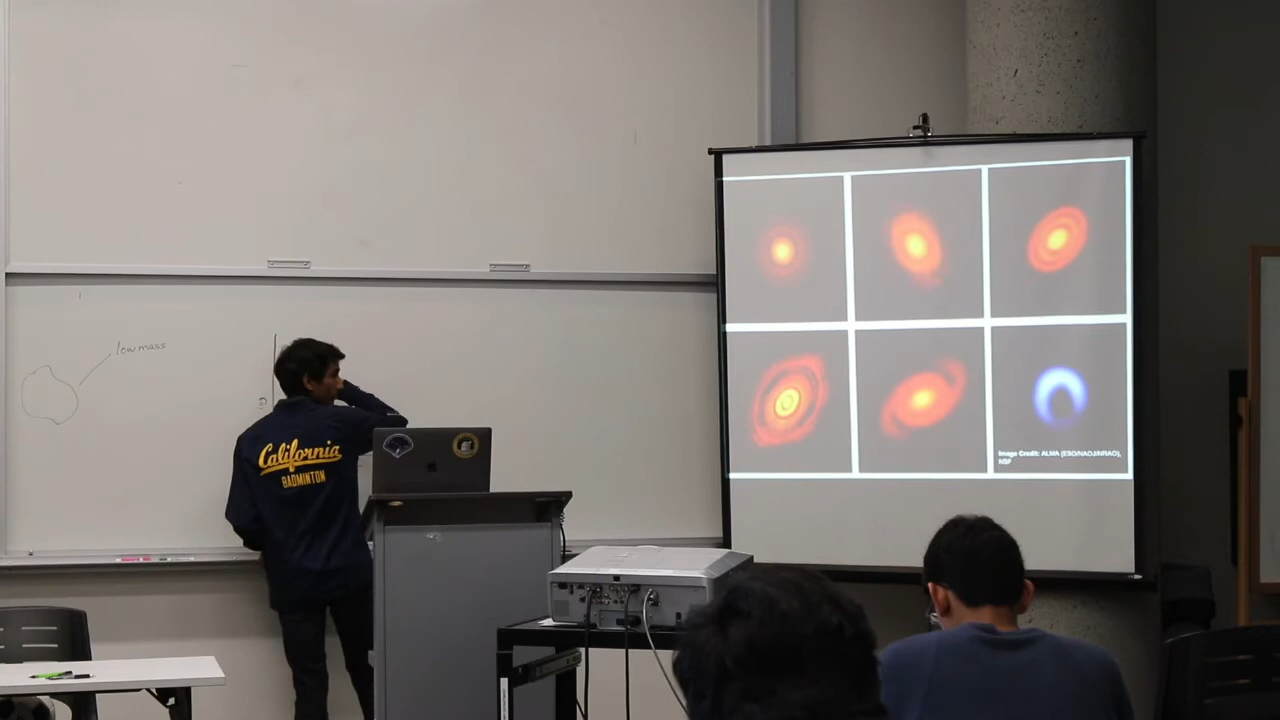 low mass
California
BADMINTON
Image Credit: ALMA (ESO/NAOJ/NRAO),
NSF